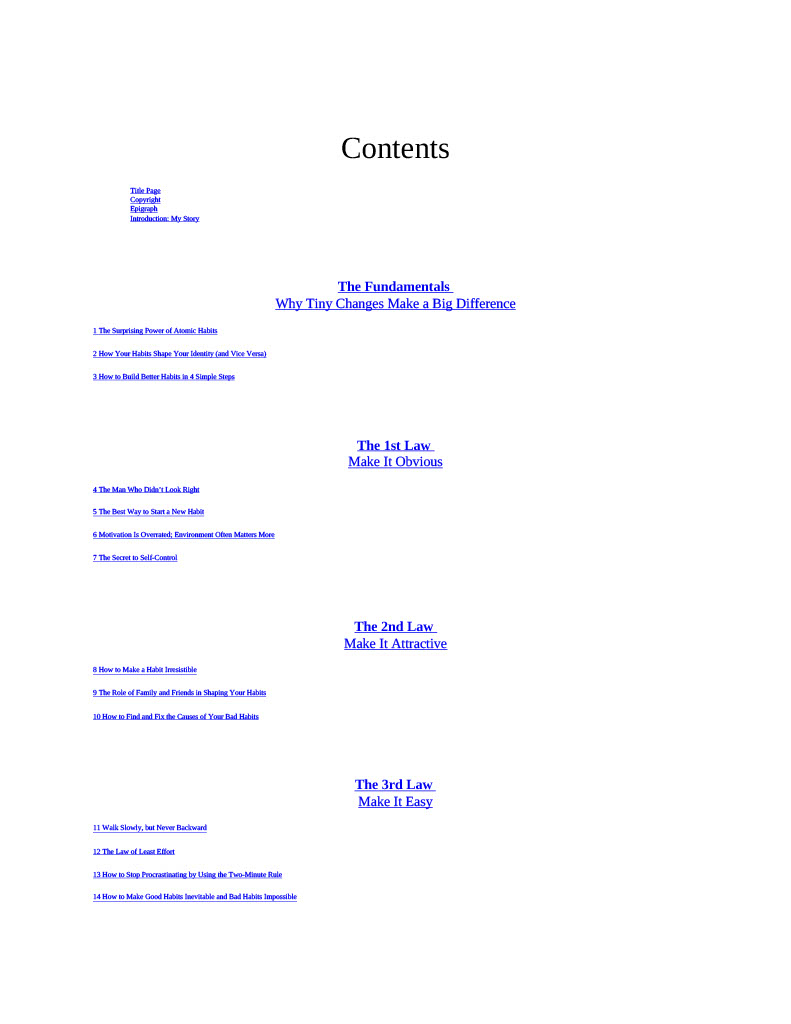 Contents
Title Page
Copyright
Epigraph
Introduction: My Story
The Fundamentals
Why Tiny Changes Make a Big Difference
1 The Surprising Power of Atomic Habits
2 How Your Habits Shape Your Identity (and Vice Versa)
3 How to Build Better Habits in 4 Simple Steps
The 1st Law
Make It Obvious
4 The Man Who Didn’t Look Right
5 The Best Way to Start a New Habit
6 Motivation Is Overrated; Environment Often Matters More
7 The Secret to Self-Control
The 2nd Law
Make It Attractive
8 How to Make a Habit Irresistible
9 The Role of Family and Friends in Shaping Your Habits
10 How to Find and Fix the Causes of Your Bad Habits
The 3rd Law
Make It Easy
11 Walk Slowly, but Never Backward
12 The Law of Least Effort
13 How to Stop Procrastinating by Using the Two-Minute Rule
14 How to Make Good Habits Inevitable and Bad Habits Impossible